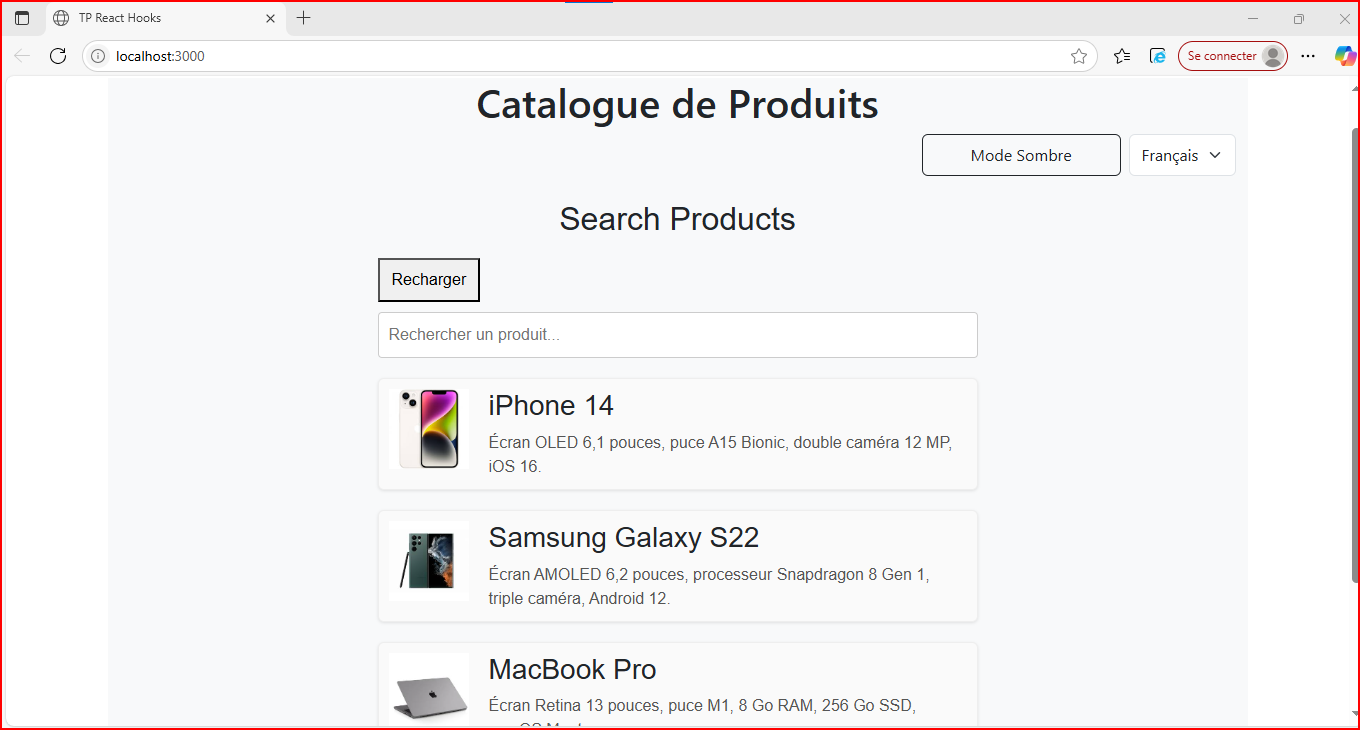 TP React Hooks
localhost:3000
Se connecter
Catalogue de Produits
Mode Sombre
Français
Search Products
Recharger
Rechercher un produit...
iPhone 14
Écran OLED 6,1 pouces, puce A15 Bionic, double caméra 12 MP,
iOS 16.
Samsung Galaxy S22
Écran AMOLED 6,2 pouces, processeur Snapdragon 8 Gen 1,
triple caméra, Android 12.
MacBook Pro
Écran Retina 13 pouces, puce M1, 8 Go RAM, 256 Go SSD,